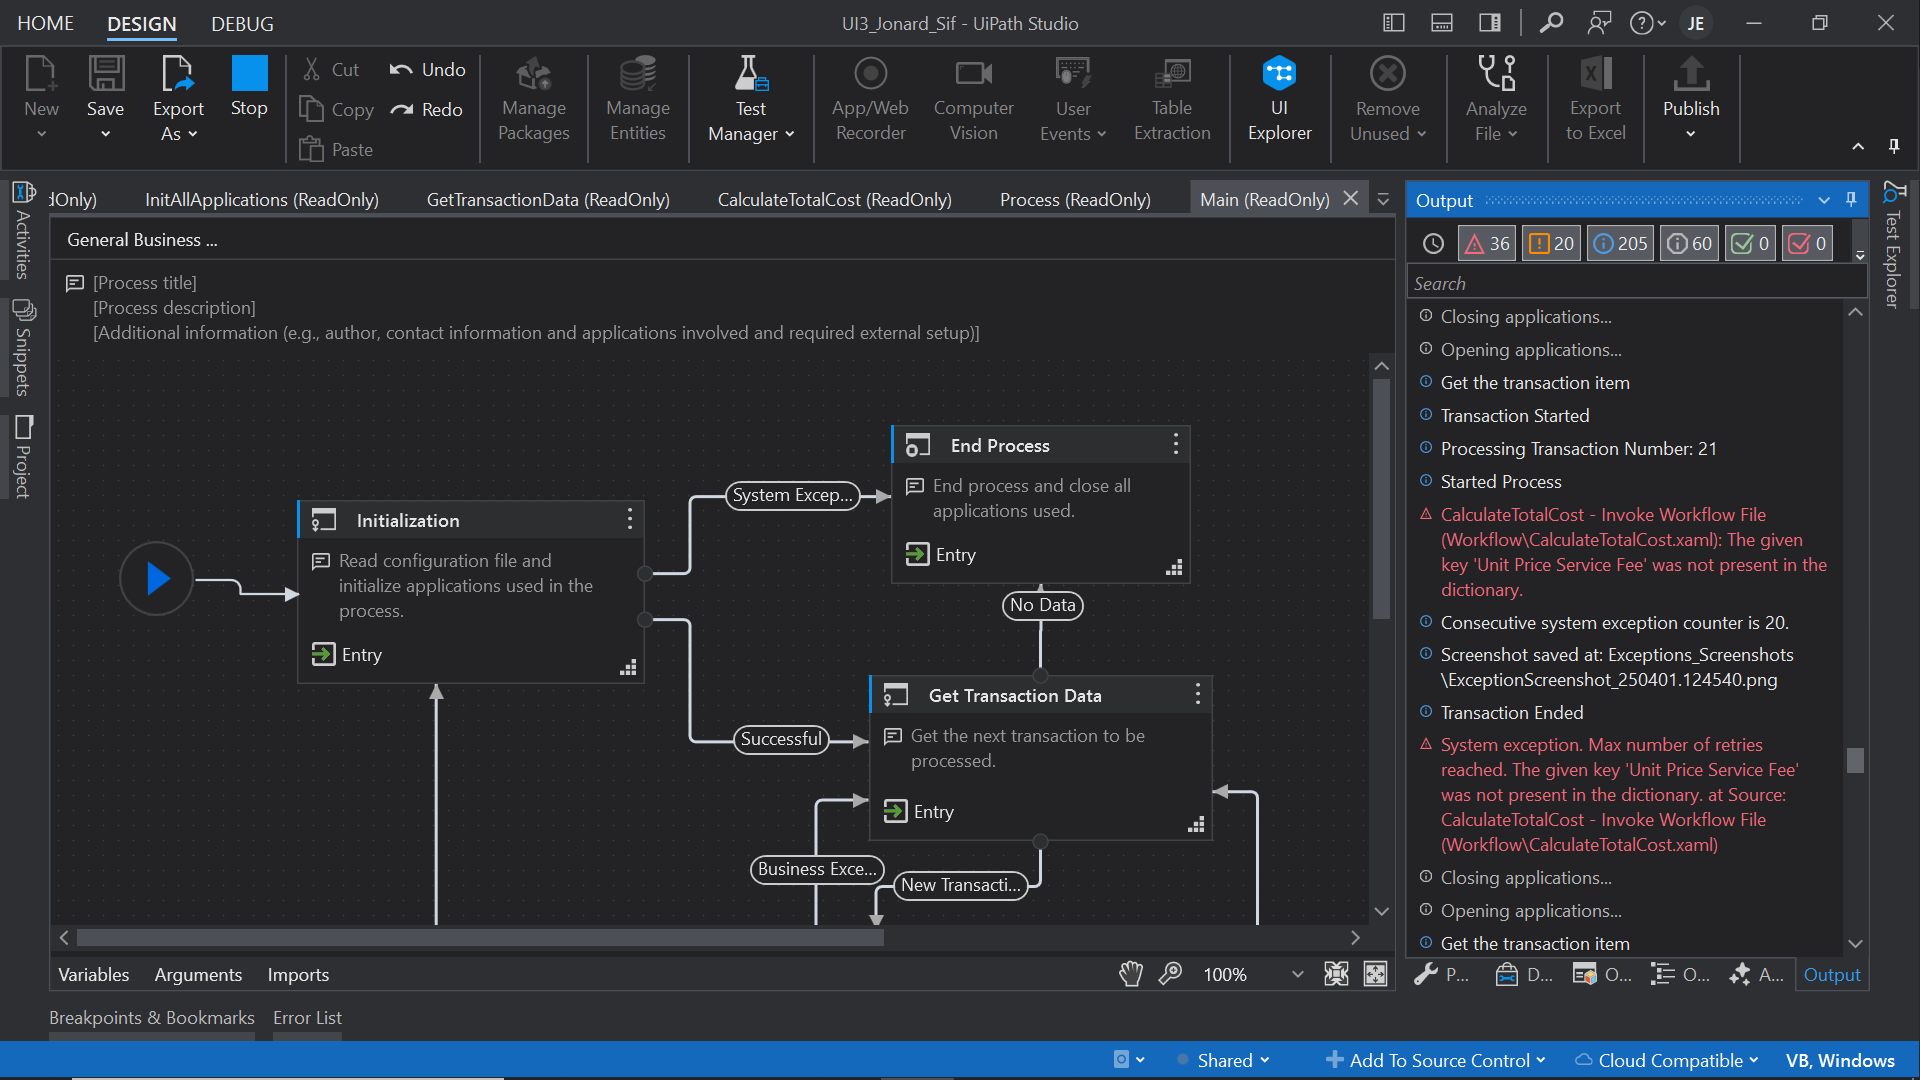 HOME DESIGN DEBUG
UI3_Jonard_Sif - UiPath Studio
JE
New
Save
Export
As
Stop
Cut
Copy
Paste
Undo
Redo
Manage
Packages
Manage
Entities
Test
Manager
App/Web
Recorder
Computer
Vision
User
Events
Table
Extraction
UI
Explorer
Remove
Unused
Analyze
File
Export
to Excel
Publish
dOnly) InitAllApplications (ReadOnly) GetTransactionData (ReadOnly) CalculateTotalCost (ReadOnly) Process (ReadOnly) Main (ReadOnly)
Activities
Snippets
Project
General Business ...
[Process title]
[Process description]
[Additional information (e.g., author, contact information and applications involved and required external setup)]
Initialization
Read configuration file and
initialize applications used in the
process.
Entry
System Excep...
Successful
End Process
End process and close all
applications used.
Entry
No Data
Get Transaction Data
Get the next transaction to be
processed.
Entry
Business Exce...
New Transacti...
Variables Arguments Imports
100%
Output
36 20 205 60 0 0
Search
Closing applications...
Opening applications...
Get the transaction item
Transaction Started
Processing Transaction Number: 21
Started Process
CalculateTotalCost - Invoke Workflow File
(Workflow\CalculateTotalCost.xaml): The given
key 'Unit Price Service Fee' was not present in the
dictionary.
Consecutive system exception counter is 20.
Screenshot saved at: Exceptions_Screenshots
\ExceptionScreenshot_250401.124540.png
Transaction Ended
System exception. Max number of retries
reached. The given key 'Unit Price Service Fee'
was not present in the dictionary. at Source:
CalculateTotalCost - Invoke Workflow File
(Workflow\CalculateTotalCost.xaml)
Closing applications...
Opening applications...
Get the transaction item
P... D... O... O... A... Output
Test Explorer
Breakpoints & Bookmarks Error List
Shared Add To Source Control Cloud Compatible VB, Windows